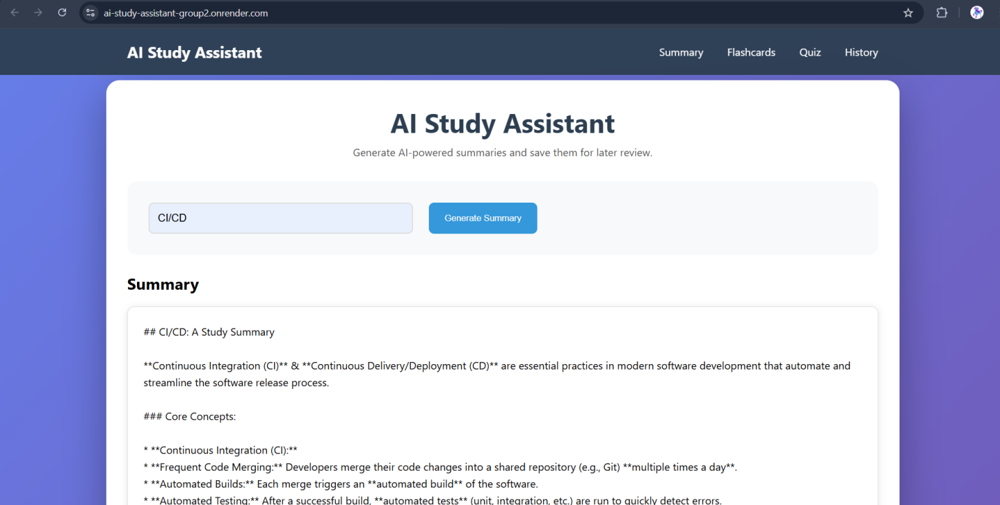 ai-study-assistant-group2.onrender.com
AI Study Assistant
Summary
Flashcards
Quiz
History
AI Study Assistant
Generate AI-powered summaries and save them for later review.
CI/CD
Generate Summary
Summary
## CI/CD: A Study Summary
**Continuous Integration (CI)** & **Continuous Delivery/Deployment (CD)** are essential practices in modern software development that automate and
streamline the software release process.
### Core Concepts:
* **Continuous Integration (CI):**
* **Frequent Code Merging:** Developers merge their code changes into a shared repository (e.g., Git) **multiple times a day**.
* **Automated Builds:** Each merge triggers an **automated build** of the software.
* **Automated Testing:** After a successful build, **automated tests** (unit, integration, etc.) are run to quickly detect errors.